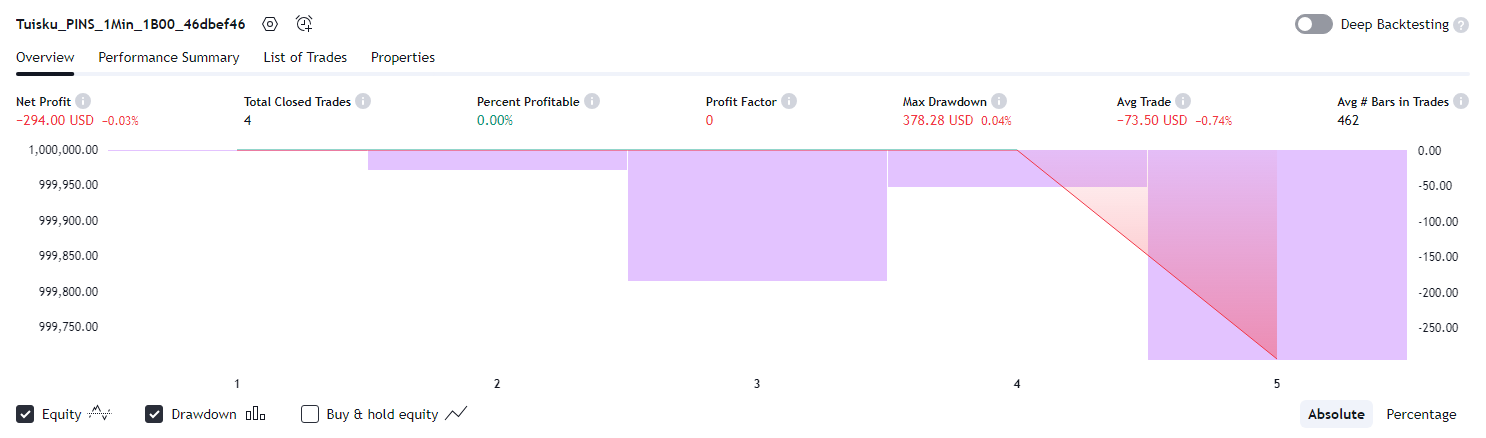 Tuisku_PINS_1Min_1B00_46dbef46 Deep Backtesting ?
Overview Performance Summary List of Trades Properties
Net Profit i Total Closed Trades i Percent Profitable i Profit Factor i Max Drawdown i Avg Trade i Avg # Bars in Trades i
−294.00 USD −0.03% 4 0.00% 0 378.28 USD 0.04% −73.50 USD −0.74% 462
1,000,000.00 0.00
999,950.00 -50.00
999,900.00 -100.00
999,850.00 -150.00
999,800.00 -200.00
999,750.00 -250.00
1 2 3 4 5
Equity Drawdown Buy & hold equity Absolute Percentage